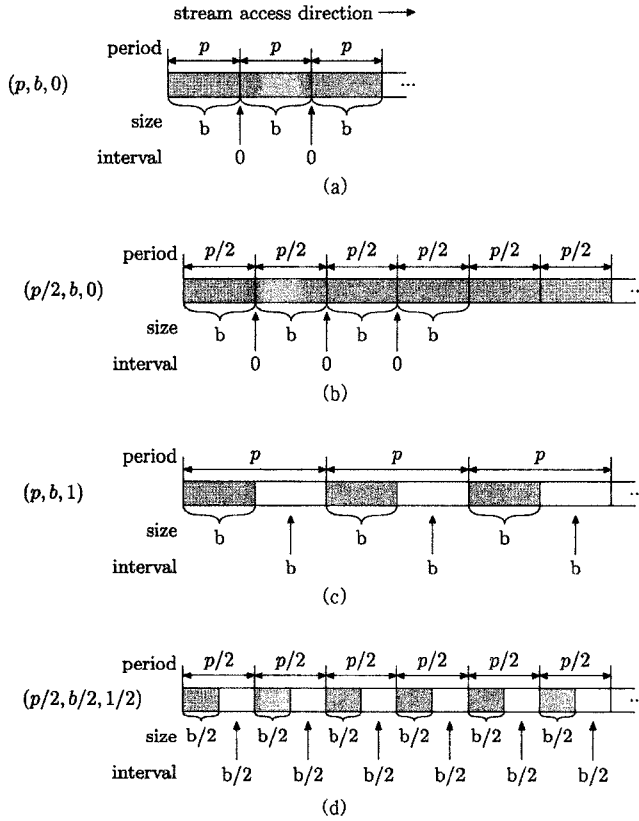 stream access direction
period p p p
(p, b, 0) ...
size b b b
interval 0 0
(a)
period p/2 p/2 p/2 p/2 p/2 p/2
(p/2, b, 0) ..
size b b b b
interval 0 0 0
(b)
period p p p
(p, b, 1) ..
size b b b
interval b b b
(c)
period p/2 p/2 p/2 p/2 p/2 p/2
(p/2, b/2, 1/2) ..
size b/2 b/2 b/2 b/2 b/2 b/2
interval b/2 b/2 b/2 b/2 b/2 b/2
(d)